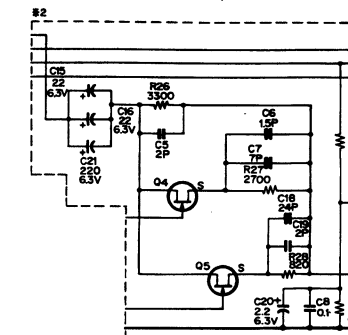 ※2
C15
22
6.3V
C16
22
6.3V
C21
220
6.3V
R26
3300
C5
2P
C6
1.5P
C7
7P
R27
2700
Q4
S
C18
24P
C19
2P
R28
820
Q5
S
C20+
2.2
6.3V
C8
0.1